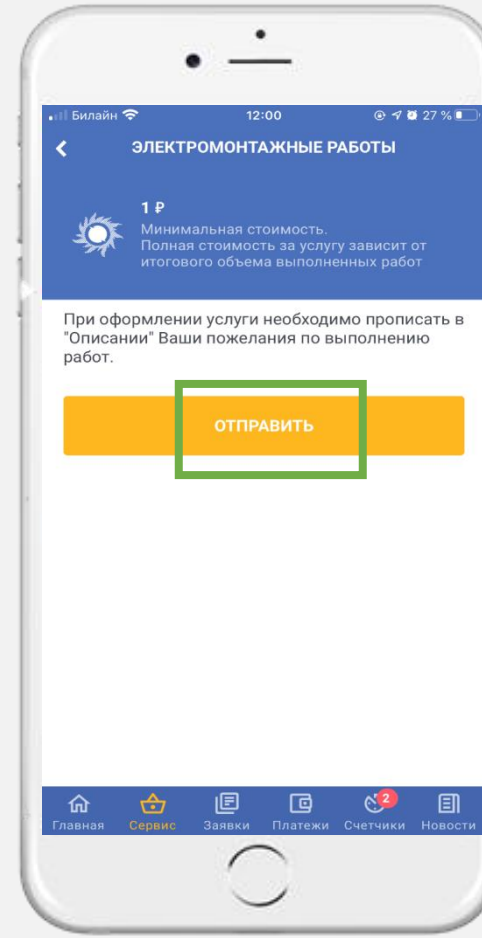 Билайн 12:00 27 %
ЭЛЕКТРОМОНТАЖНЫЕ РАБОТЫ
1 ₽
Минимальная стоимость.
Полная стоимость за услугу зависит от
итогового объема выполненных работ
При оформлении услуги необходимо прописать в
"Описании" Ваши пожелания по выполнению
работ.
ОТПРАВИТЬ
2
Главная Сервис Заявки Платежи Счетчики Новости